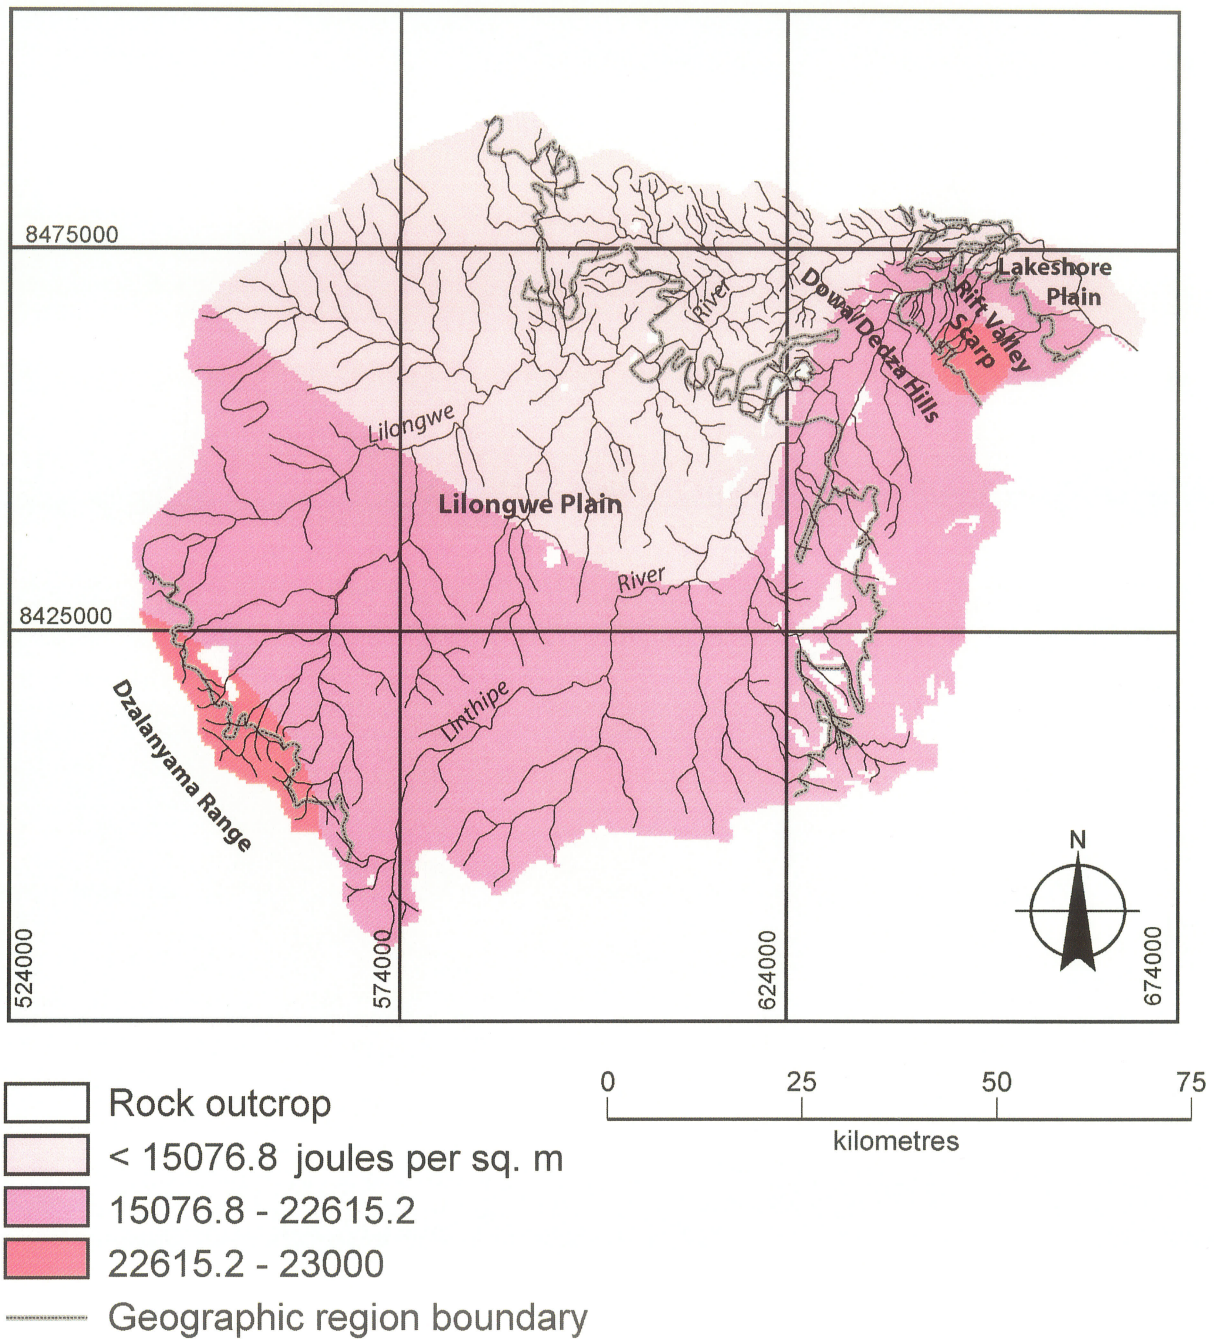 8475000
Lakeshore
Plain
River
Dowa/Dedza Hills
Rift Valley
Scarp
Lilongwe
Lilongwe Plain
River
8425000
Linthipe
Dzalanyama Range
N
524000
574000
624000
674000
Rock outcrop
< 15076.8 joules per sq. m
15076.8 - 22615.2
22615.2 - 23000
Geographic region boundary
0 25 50 75
kilometres